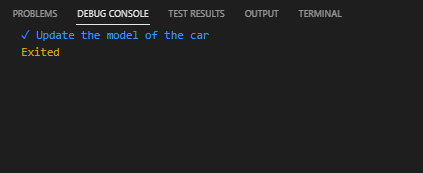 PROBLEMS DEBUG CONSOLE TEST RESULTS OUTPUT TERMINAL
✓ Update the model of the car
Exited